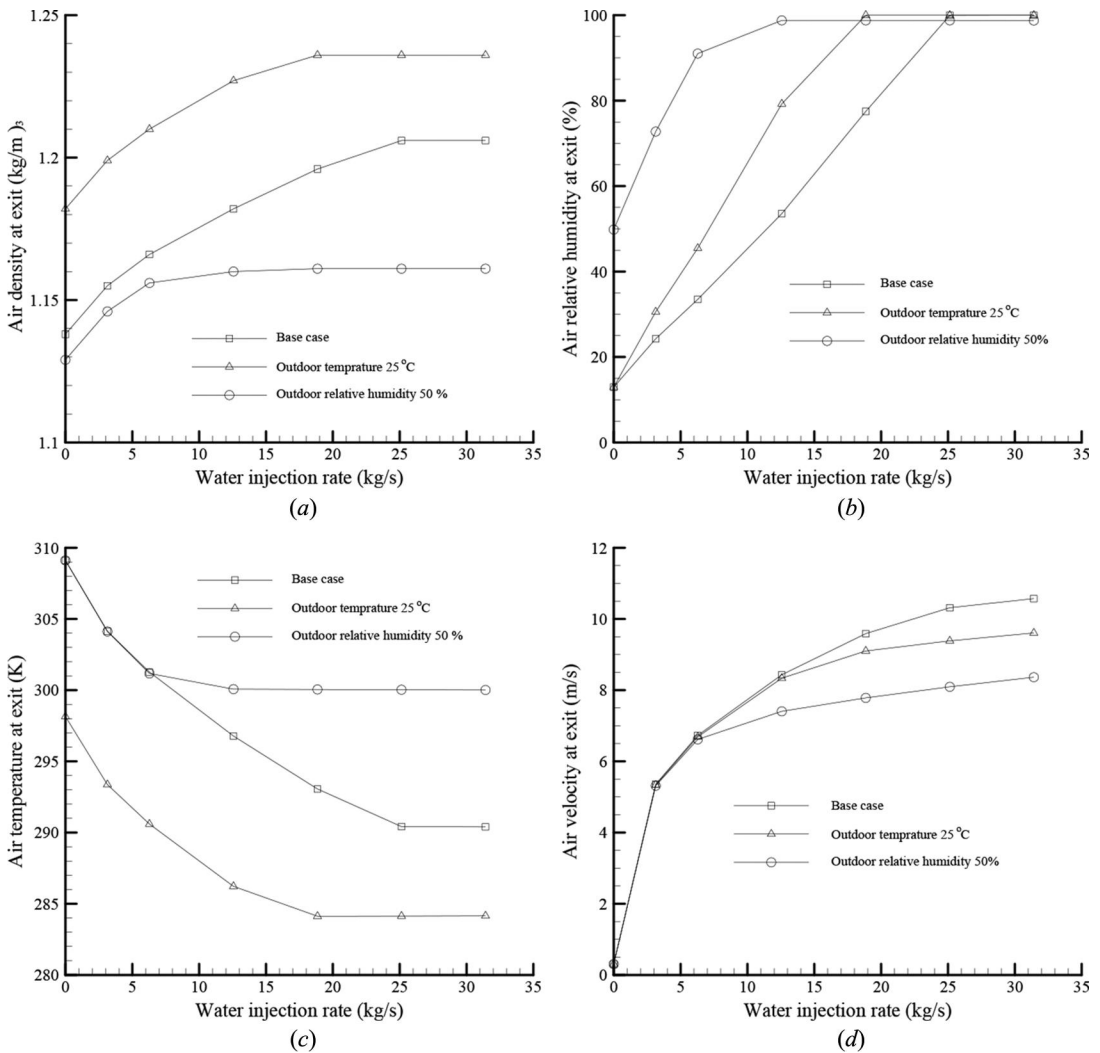 1.25
1.2
1.15
1.1
Air density at exit (kg/m )3
Base case
Outdoor temprature 25 °C
Outdoor relative humidity 50 %
0 5 10 15 20 25 30 35
Water injection rate (kg/s)
(a)
100
80
60
40
20
0
Air relative humidity at exit (%)
Base case
Outdoor temprature 25 °C
Outdoor relative humidity 50%
0 5 10 15 20 25 30 35
Water injection rate (kg/s)
(b)
310
305
300
295
290
285
280
Air temperature at exit (K)
Base case
Outdoor temprature 25 °C
Outdoor relative humidity 50 %
0 5 10 15 20 25 30 35
Water injection rate (kg/s)
(c)
12
10
8
6
4
2
0
Air velocity at exit (m/s)
Base case
Outdoor temprature 25 °C
Outdoor relative humidity 50%
0 5 10 15 20 25 30 35
Water injection rate (kg/s)
(d)